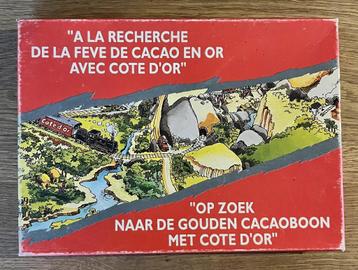 "A LA RECHERCHE
DE LA FEVE DE CACAO EN OR
AVEC COTE D'OR"
Côte d'Or
"OP ZOEK
NAAR DE GOUDEN CACAOBOON
MET COTE D'OR"